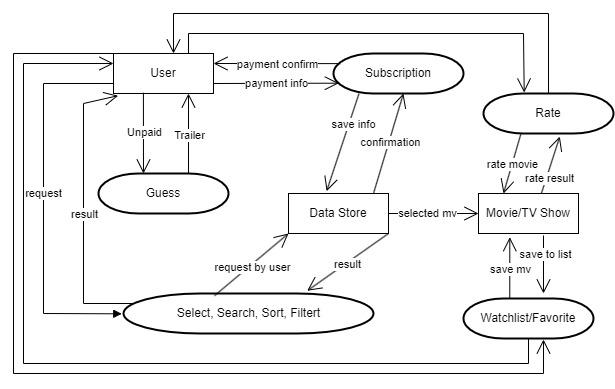 payment confirm
User
Subscription
payment info
Rate
save info
Unpaid
Trailer
confirmation
rate movie
rate result
request
Guess
result
Data Store
selected mv
Movie/TV Show
save to list
request by user
result
save mv
Select, Search, Sort, Filtert
Watchlist/Favorite